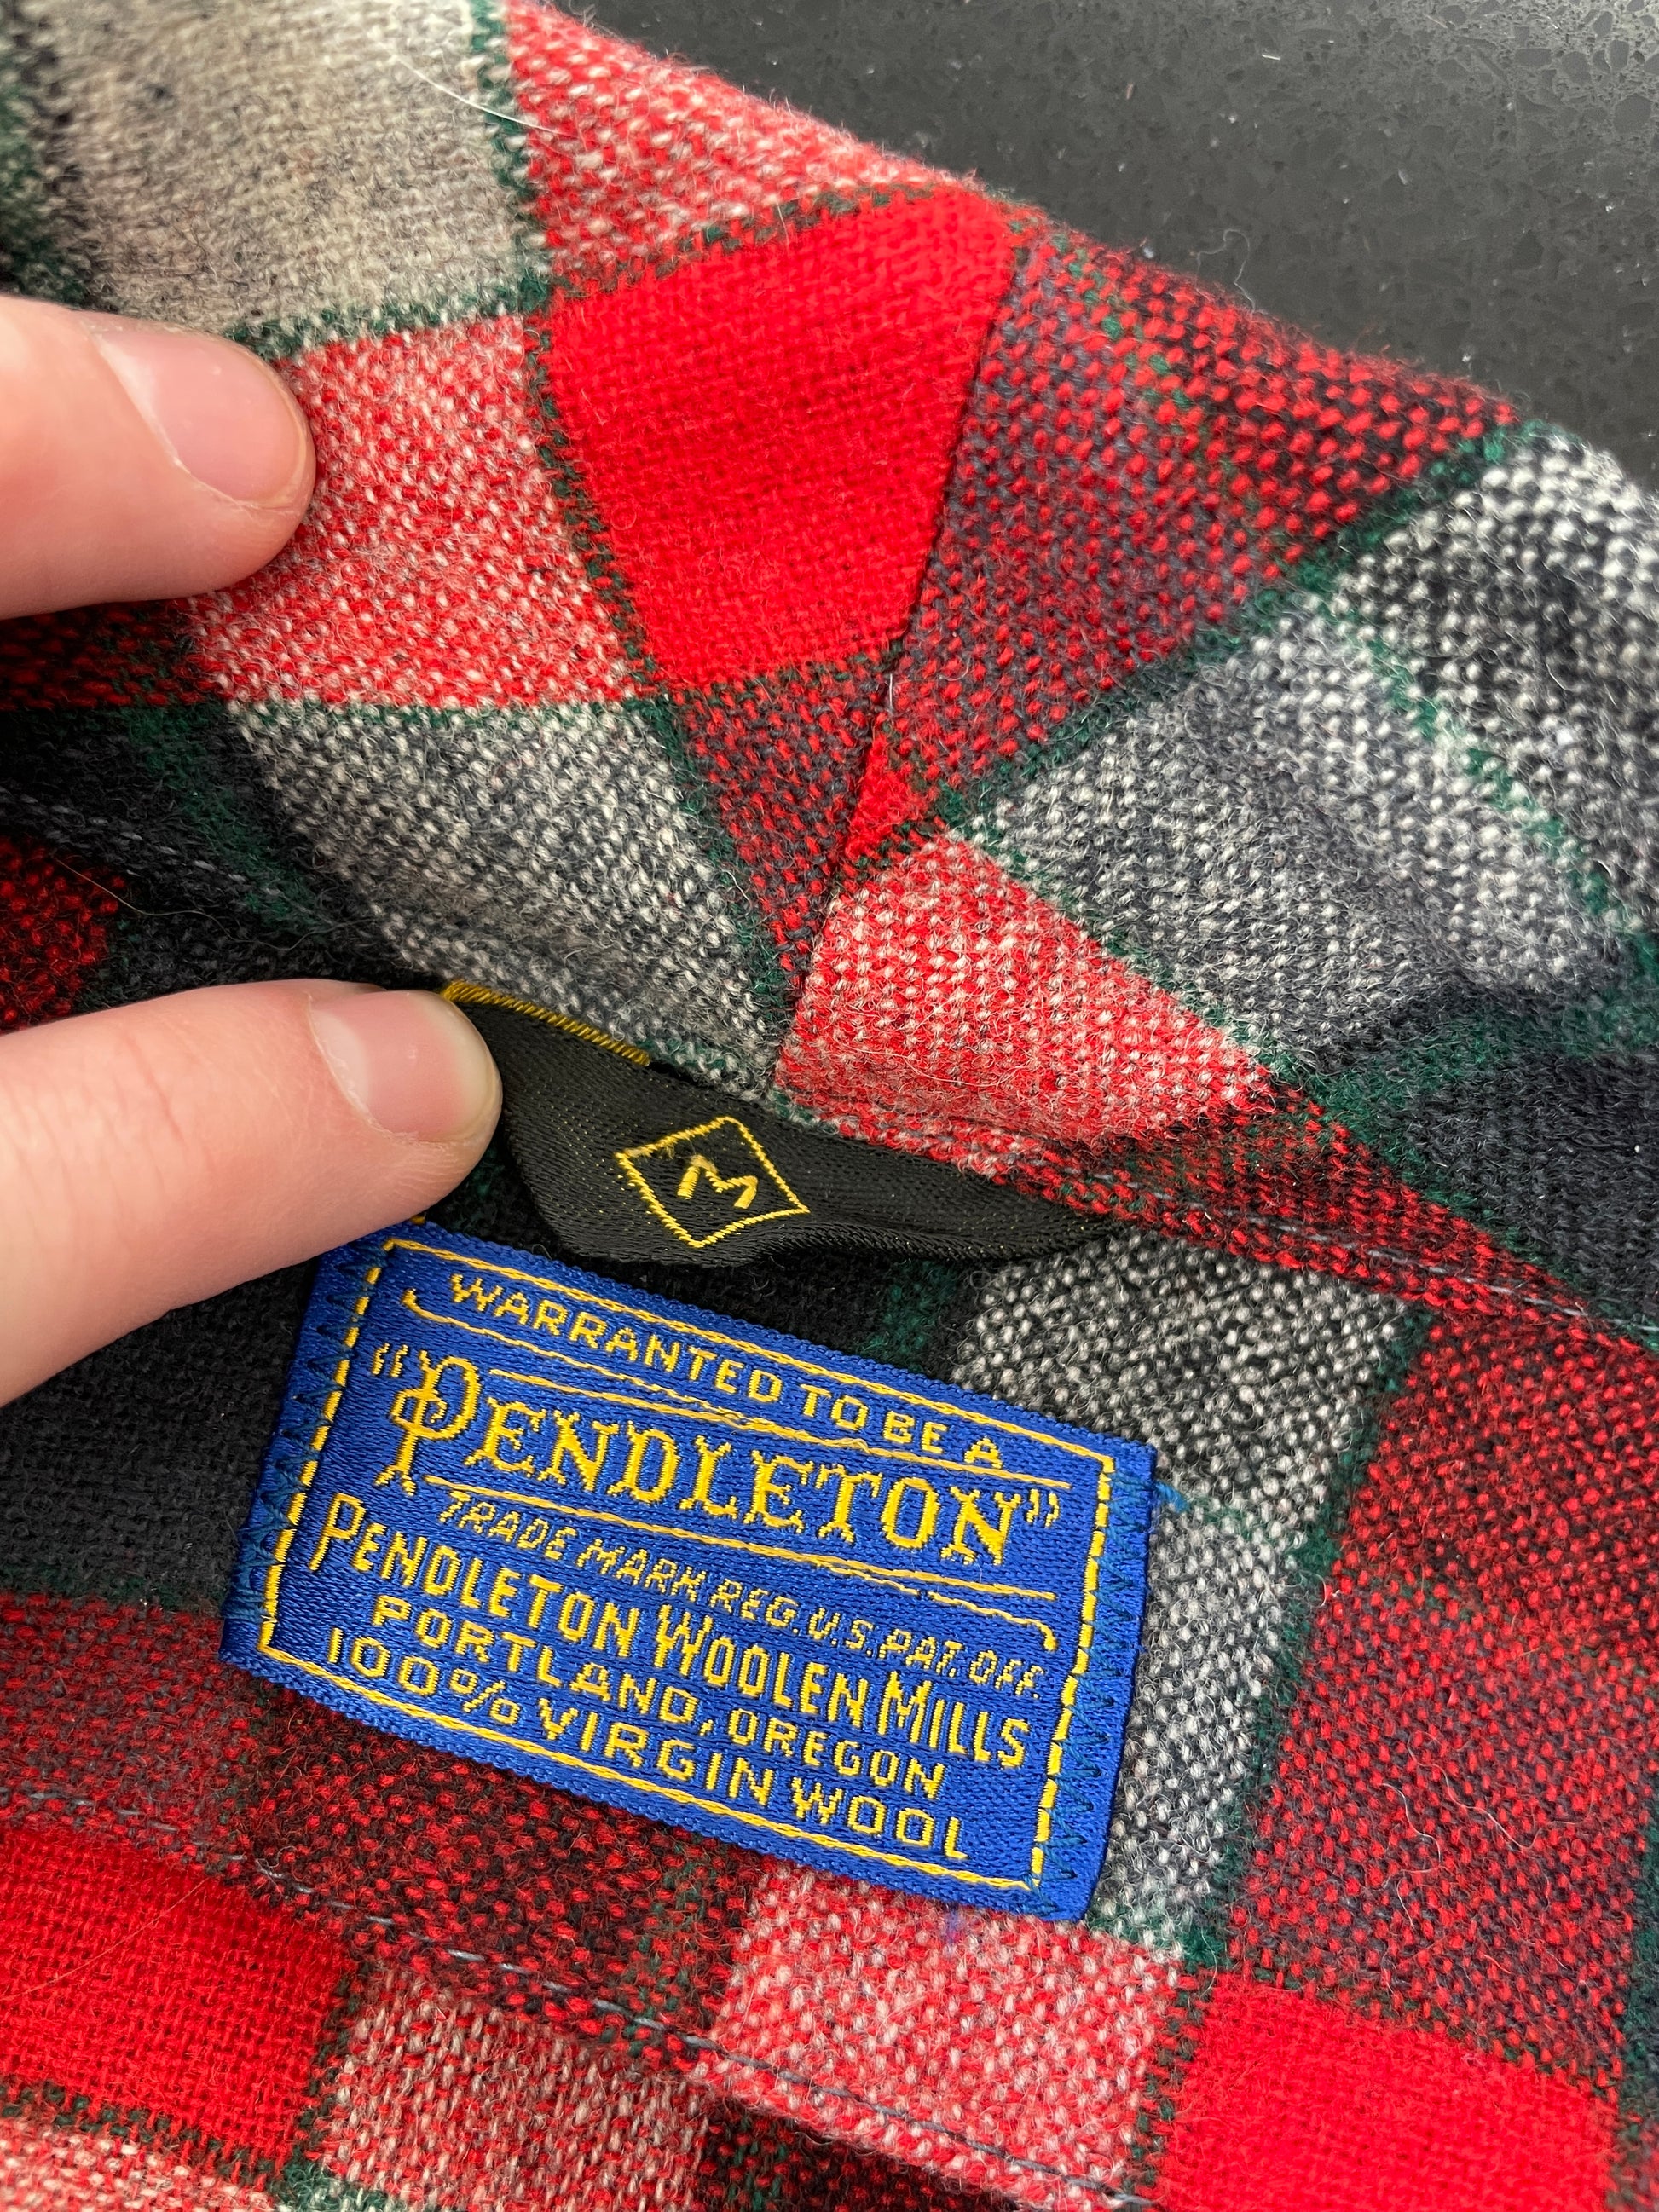 M
WARRANTED TO BE A
"PENDLETON"
TRADE MARK REG. U.S. PAT. OFF.
PENDLETON WOOLEN MILLS
PORTLAND, OREGON
100% VIRGIN WOOL